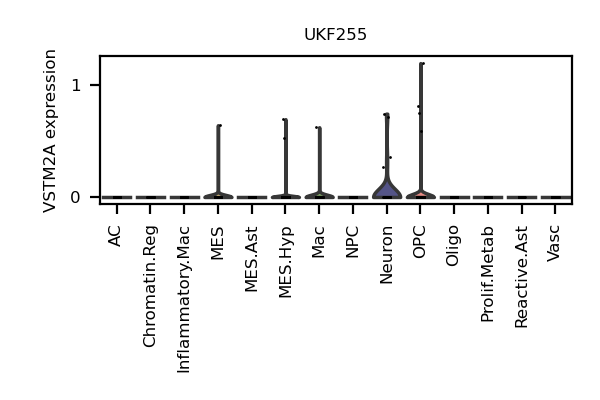 UKF255
VSTM2A expression
1
0
AC
Chromatin.Reg
Inflammatory.Mac
MES
MES.Ast
MES.Hyp
Mac
NPC
Neuron
OPC
Oligo
Prolif.Metab
Reactive.Ast
Vasc